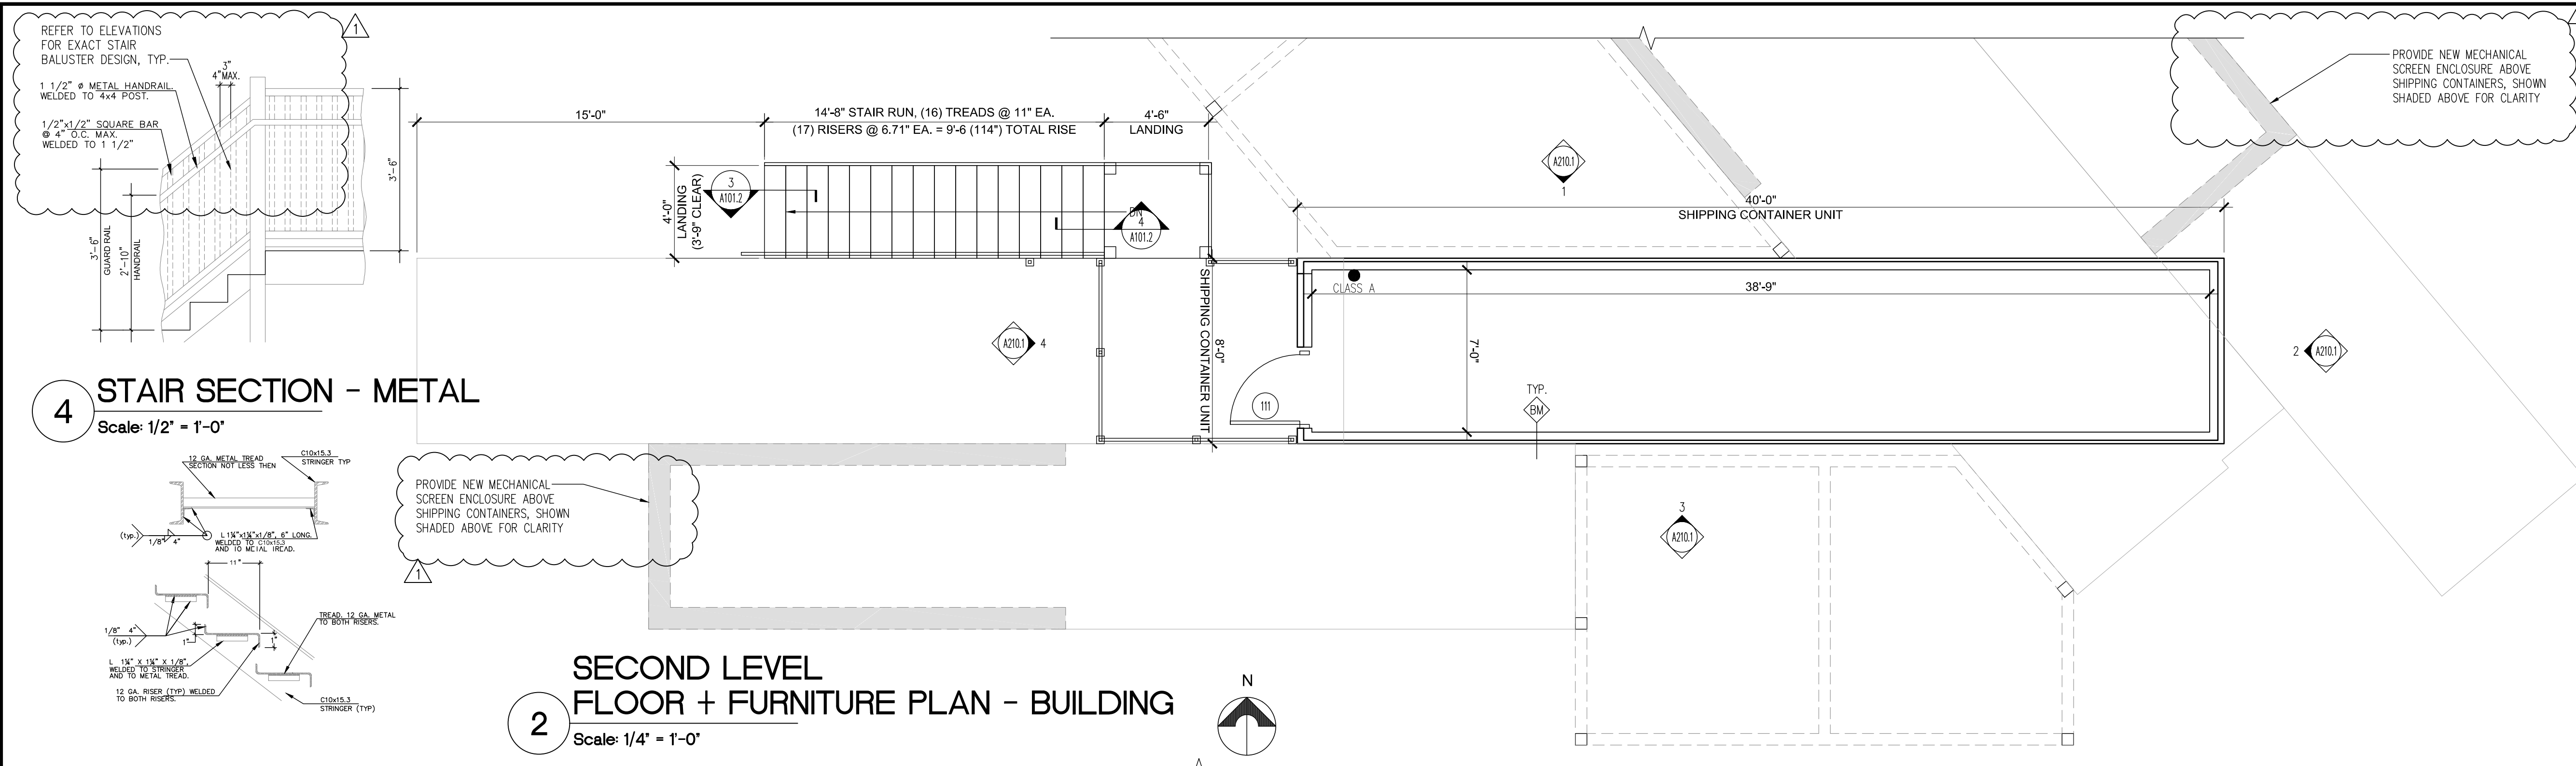 REFER TO ELEVATIONS
FOR EXACT STAIR
BALUSTER DESIGN, TYP.
1
3"
4"MAX.
1 1/2" ø METAL HANDRAIL.
WELDED TO 4x4 POST.
1/2"x1/2" SQUARE BAR
@ 4" O.C. MAX.
WELDED TO 1 1/2"
3'-6"
3'-6"
GUARD RAIL
2'-10"
HANDRAIL
4
STAIR SECTION - METAL
Scale: 1/2" = 1'-0"
12 GA. METAL TREAD
SECTION NOT LESS THEN
C10x15.3
STRINGER TYP
(typ.)
1/8"
4"
L 1¼"x1¼"x1/8", 6" LONG.
WELDED TO C10x15.3
AND TO METAL TREAD.
11"
1/8"
4"
(typ.)
1"
1"
TREAD, 12 GA. METAL
TO BOTH RISERS.
L 1¼" X 1¼" X 1/8",
WELDED TO STRINGER
AND TO METAL TREAD.
12 GA. RISER (TYP) WELDED
TO BOTH RISERS.
C10x15.3
STRINGER (TYP)
15'-0"
14'-8" STAIR RUN, (16) TREADS @ 11" EA.
(17) RISERS @ 6.71" EA. = 9'-6 (114") TOTAL RISE
4'-6"
LANDING
4'-0"
LANDING
(3'-9" CLEAR)
3
A101.2
DN
4
A101.2
A210.1
1
40'-0"
SHIPPING CONTAINER UNIT
PROVIDE NEW MECHANICAL
SCREEN ENCLOSURE ABOVE
SHIPPING CONTAINERS, SHOWN
SHADED ABOVE FOR CLARITY
CLASS A
38'-9"
8'-0"
SHIPPING CONTAINER UNIT
7'-0"
A210.1
4
111
TYP.
BM
2
A210.1
PROVIDE NEW MECHANICAL
SCREEN ENCLOSURE ABOVE
SHIPPING CONTAINERS, SHOWN
SHADED ABOVE FOR CLARITY
1
3
A210.1
2
SECOND LEVEL
FLOOR + FURNITURE PLAN - BUILDING
Scale: 1/4" = 1'-0"
N